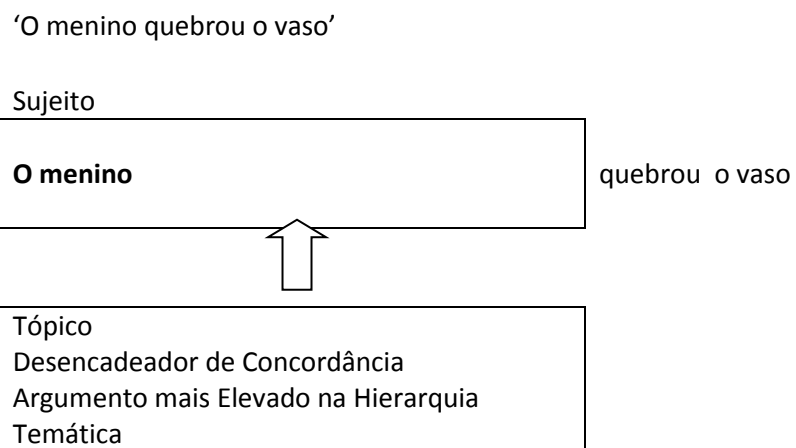 ‘O menino quebrou o vaso’
Sujeito
O menino quebrou o vaso
Tópico
Desencadeador de Concordância
Argumento mais Elevado na Hierarquia
Temática